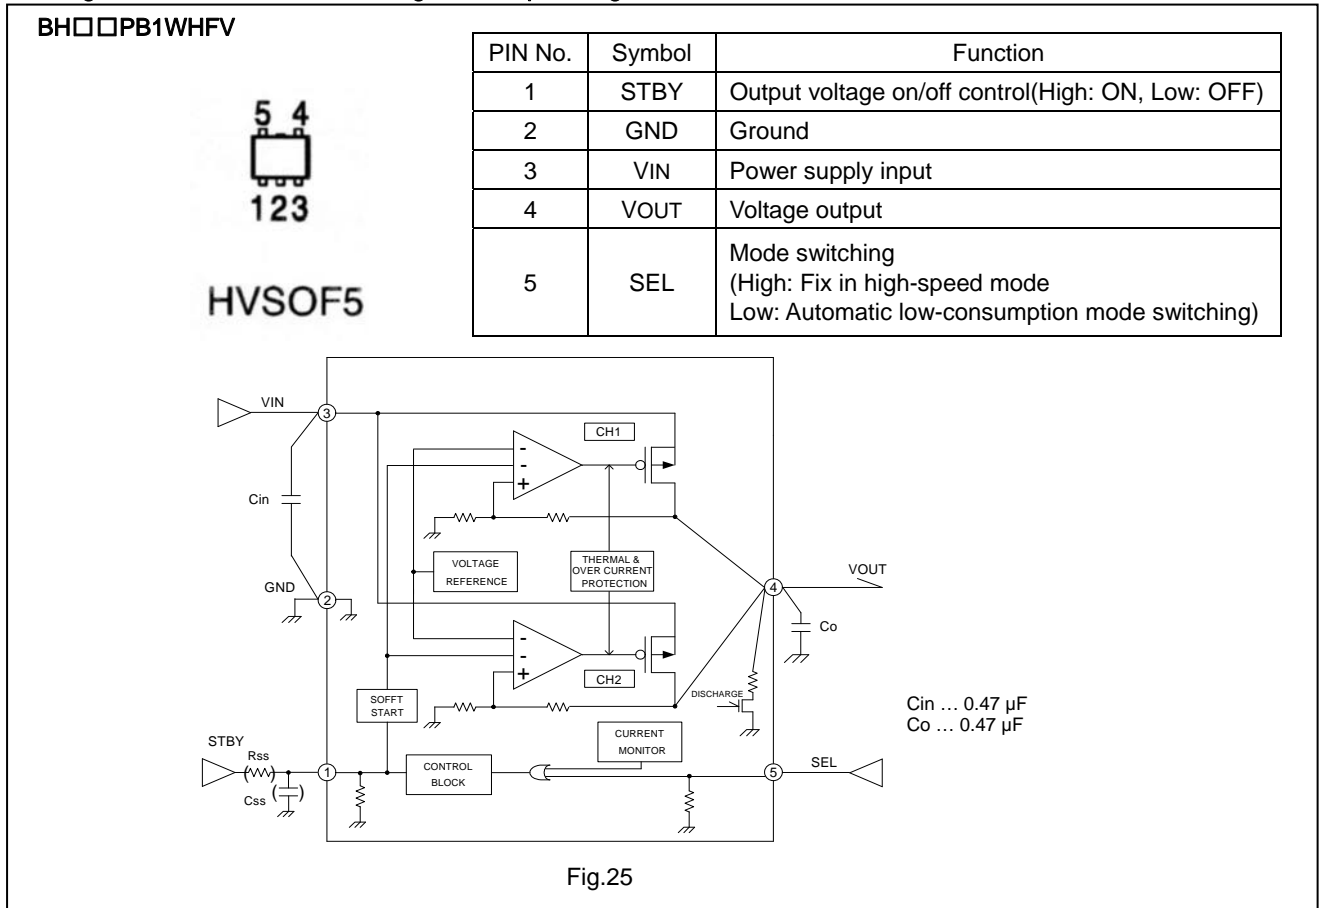 BH□□PB1WHFV
5 4
123
HVSOF5
PIN No. Symbol Function
1 STBY Output voltage on/off control(High: ON, Low: OFF)
2 GND Ground
3 VIN Power supply input
4 VOUT Voltage output
5 SEL Mode switching
(High: Fix in high-speed mode
Low: Automatic low-consumption mode switching)
VIN
3
CH1
-
-
+
Cin
VOLTAGE
REFERENCE
THERMAL &
OVER CURRENT
PROTECTION
VOUT
4
GND
2
Co
-
-
+
CH2
SOFFT
START
DISCHARGE
Cin … 0.47 µF
Co … 0.47 µF
CURRENT
MONITOR
STBY
Rss
( )
1
CONTROL
BLOCK
5
SEL
Css
( )
Fig.25